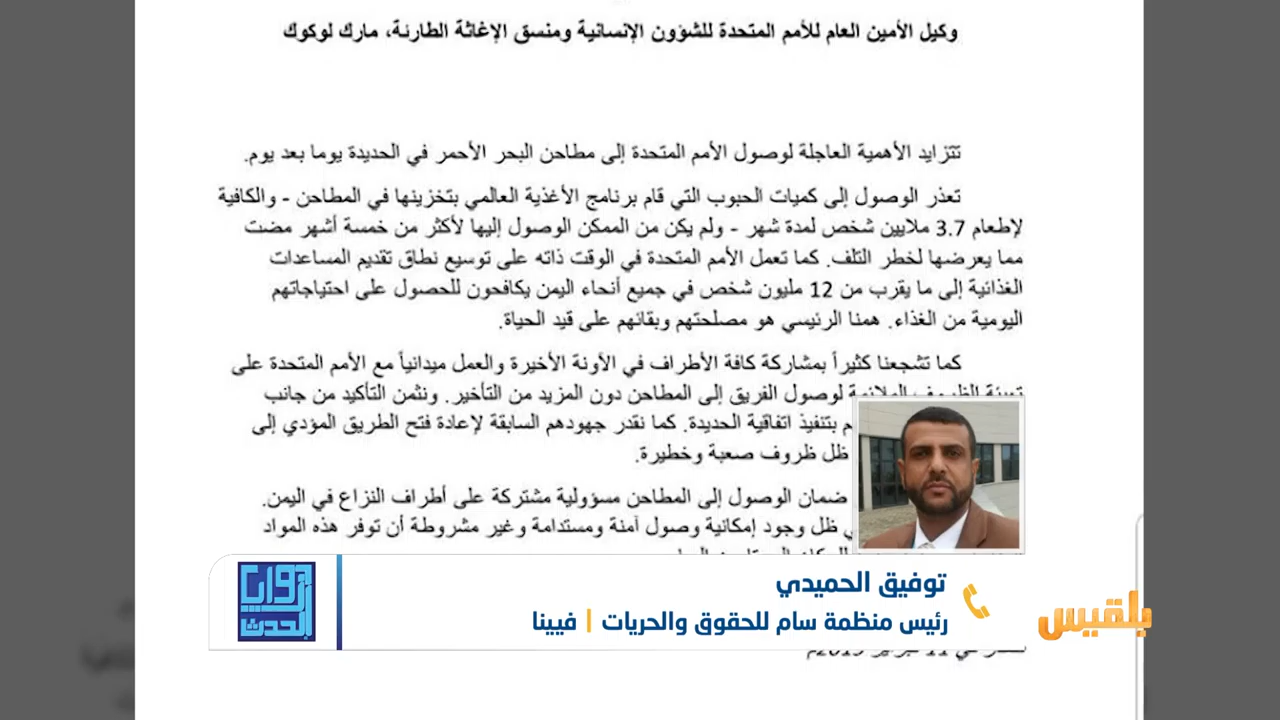 وكيل الأمين العام للأمم المتحدة للشؤون الإنسانية ومنسق الإغاثة الطارئة، مارك لوكوك
تتزايد الأهمية العاجلة لوصول الأمم المتحدة إلى مطاحن البحر الأحمر في الحديدة يوما بعد يوم.
تعذر الوصول إلى كميات الحبوب التي قام برنامج الأغذية العالمي بتخزينها في المطاحن - والكافية
لإطعام 3.7 ملايين شخص لمدة شهر - ولم يكن من الممكن الوصول إليها لأكثر من خمسة أشهر مضت
مما يعرضها لخطر التلف. كما تعمل الأمم المتحدة في الوقت ذاته على توسيع نطاق تقديم المساعدات
الغذائية إلى ما يقرب من 12 مليون شخص في جميع أنحاء اليمن يكافحون للحصول على احتياجاتهم
اليومية من الغذاء. همنا الرئيسي هو مصلحتهم وبقائهم على قيد الحياة.
كما تشجعنا كثيراً بمشاركة كافة الأطراف في الآونة الأخيرة والعمل ميدانياً مع الأمم المتحدة على
تهيئة الظروف الملائمة لوصول الفريق إلى المطاحن دون المزيد من التأخير. ونثمن التأكيد من جانب
بتنفيذ اتفاقية الحديدة. كما نقدر جهودهم السابقة لإعادة فتح الطريق المؤدي إلى
ظل ظروف صعبة وخطيرة.
ضمان الوصول إلى المطاحن مسؤولية مشتركة على أطراف النزاع في اليمن.
ظل وجود إمكانية وصول آمنة ومستدامة وغير مشروطة أن توفر هذه المواد
توفيق الحميدي
رئيس منظمة سام للحقوق والحريات | فيينا
بلقيس
الحدث